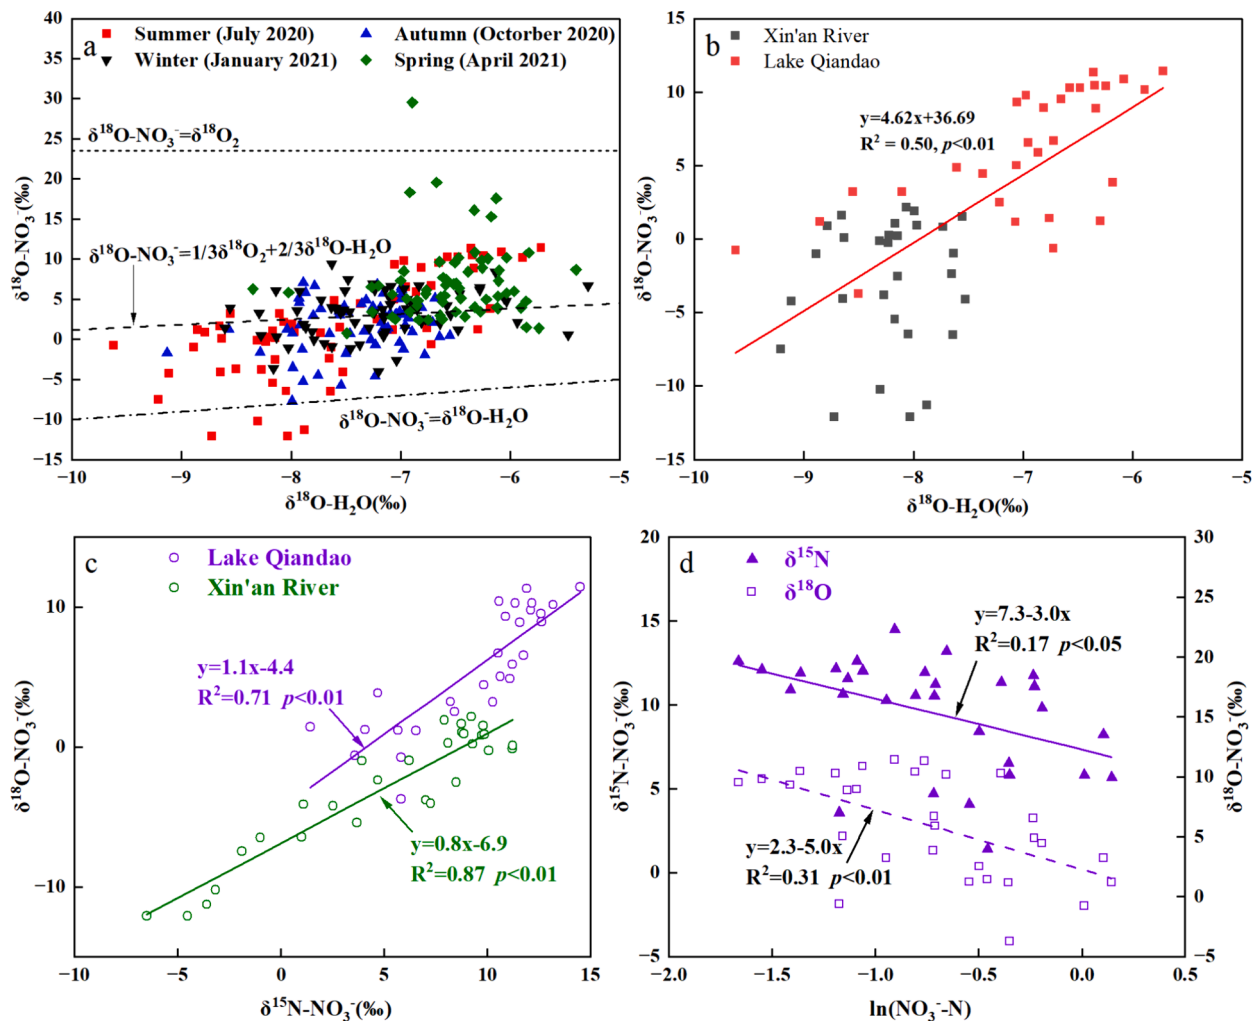 a
Summer (July 2020)
Autumn (Octorber 2020)
Winter (January 2021)
Spring (April 2021)
δ¹⁸O-NO₃⁻=δ¹⁸O₂
δ¹⁸O-NO₃⁻=1/3δ¹⁸O₂+2/3δ¹⁸O-H₂O
δ¹⁸O-NO₃⁻=δ¹⁸O-H₂O
40
35
30
25
20
15
10
5
0
−5
−10
−15
δ¹⁸O-NO₃⁻(‰)
−10 −9 −8 −7 −6 −5
δ¹⁸O-H₂O(‰)
b
Xin'an River
Lake Qiandao
y=4.62x+36.69
R² = 0.50, p<0.01
15
10
5
0
−5
−10
−15
δ¹⁸O-NO₃⁻(‰)
−10 −9 −8 −7 −6 −5
δ¹⁸O-H₂O(‰)
c
Lake Qiandao
Xin'an River
y=1.1x-4.4
R²=0.71 p<0.01
y=0.8x-6.9
R²=0.87 p<0.01
10
0
−10
δ¹⁸O-NO₃⁻(‰)
−10 −5 0 5 10 15
δ¹⁵N-NO₃⁻(‰)
d
δ¹⁵N
δ¹⁸O
y=7.3-3.0x
R²=0.17 p<0.05
y=2.3-5.0x
R²=0.31 p<0.01
20
15
10
5
0
−5
δ¹⁵N-NO₃⁻(‰)
30
25
20
15
10
5
0
−5
δ¹⁸O-NO₃⁻(‰)
−2.0 −1.5 −1.0 −0.5 0.0 0.5
ln(NO₃⁻-N)